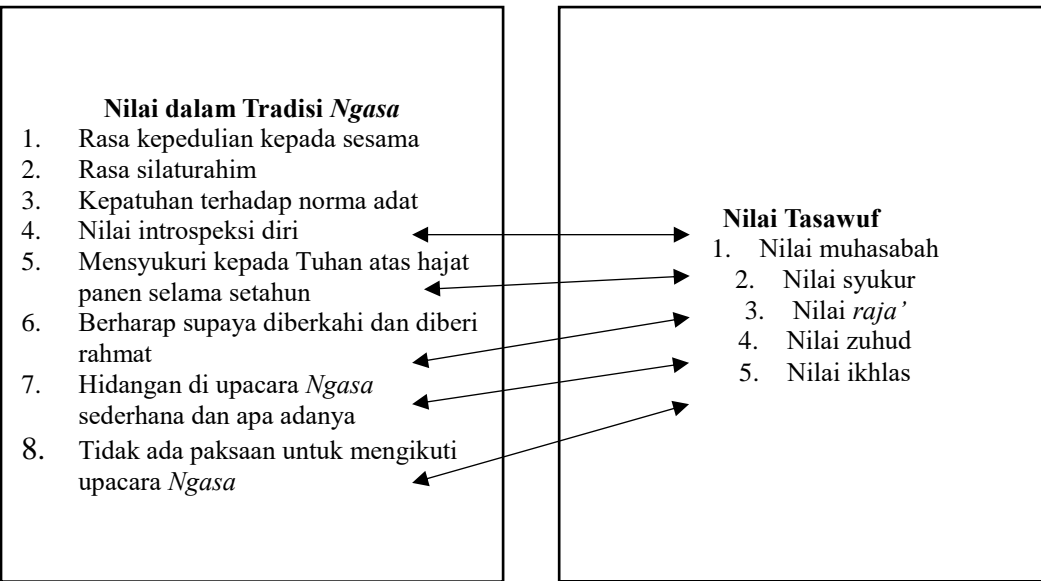 Nilai dalam Tradisi Ngasa
1. Rasa kepedulian kepada sesama
2. Rasa silaturahim
3. Kepatuhan terhadap norma adat
4. Nilai introspeksi diri
5. Mensyukuri kepada Tuhan atas hajat
panen selama setahun
6. Berharap supaya diberkahi dan diberi
rahmat
7. Hidangan di upacara Ngasa
sederhana dan apa adanya
8. Tidak ada paksaan untuk mengikuti
upacara Ngasa
Nilai Tasawuf
1. Nilai muhasabah
2. Nilai syukur
3. Nilai raja’
4. Nilai zuhud
5. Nilai ikhlas